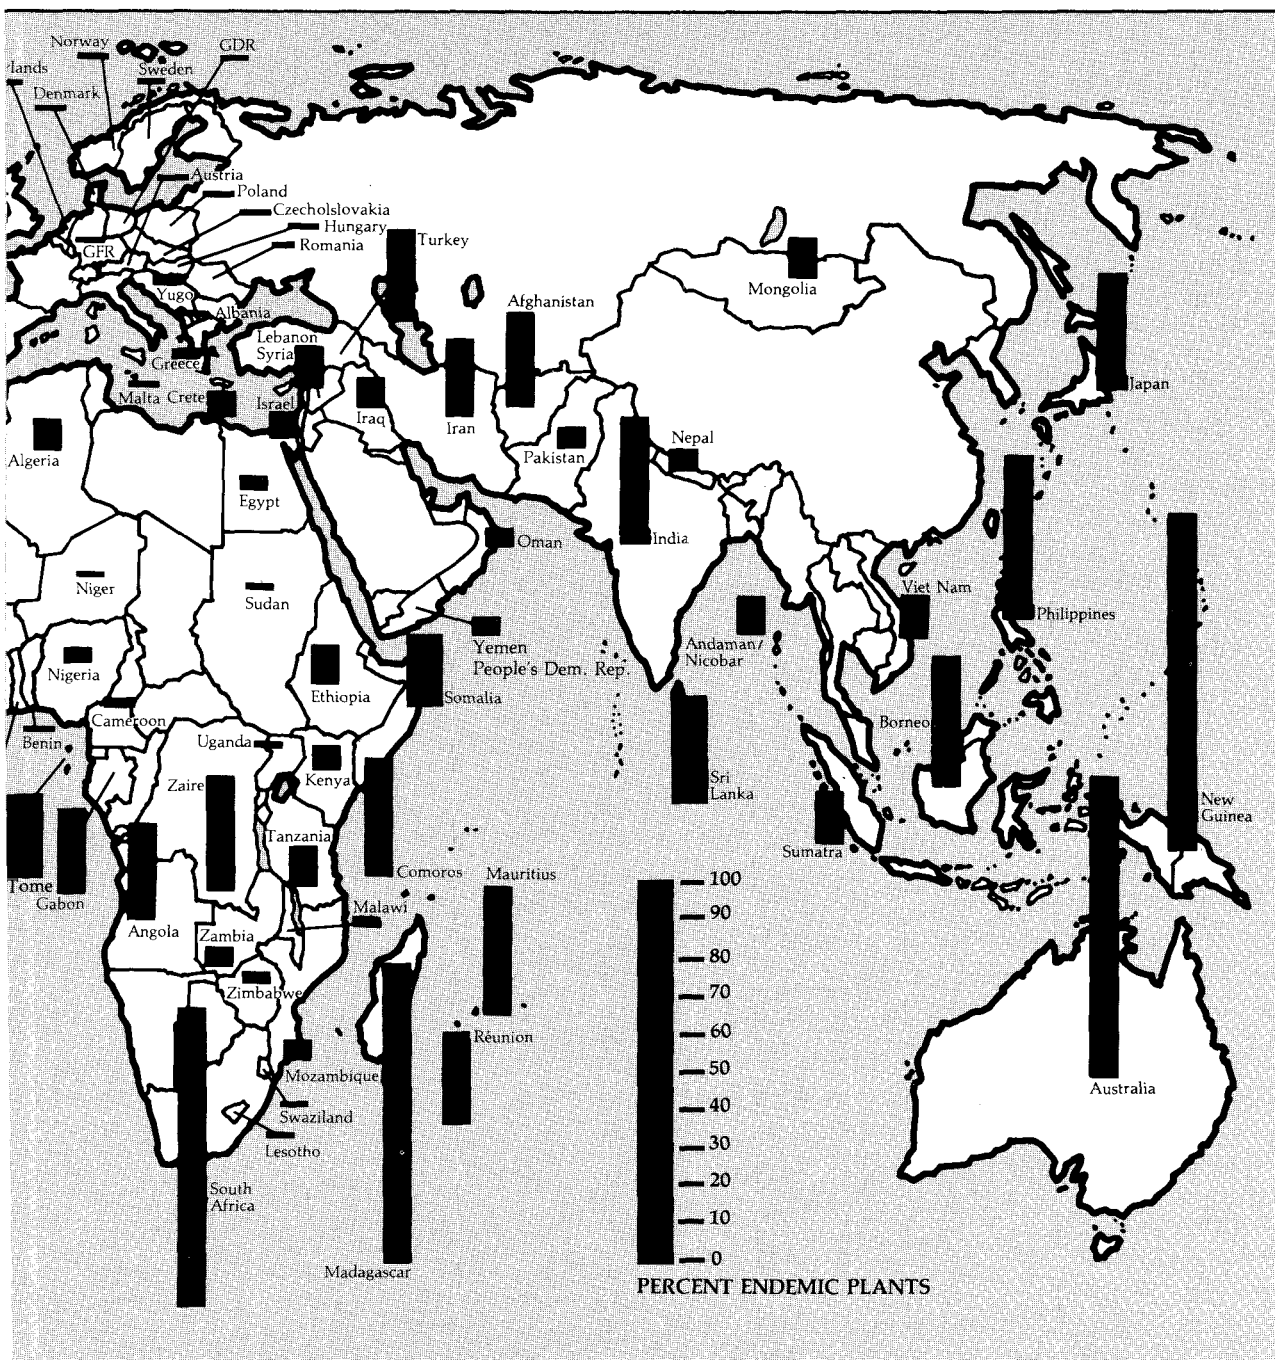 Norway
GDR
lands
Sweden
Denmark
Austria
Poland
Czecholslovakia
Hungary
Romania
Turkey
GFR
Yugo
Albania
Afghanistan
Mongolia
Lebanon
Syria
Greece
Malta
Crete
Israel
Iraq
Iran
Japan
Algeria
Pakistan
Nepal
Egypt
Oman
India
Niger
Sudan
Viet Nam
Philippines
Nigeria
Ethiopia
Yemen
People's Dem. Rep.
Andaman/
Nicobar
Somalia
Cameroon
Benin
Uganda
Kenya
Borneo
Zaire
Sri
Lanka
New
Guinea
Tanzania
Sumatra
Comoros
Mauritius
Tome
Gabon
Malawi
Angola
Zambia
Zimbabwe
Réunion
Mozambique
Swaziland
Lesotho
Australia
South
Africa
Madagascar
100
90
80
70
60
50
40
30
20
10
0
PERCENT ENDEMIC PLANTS